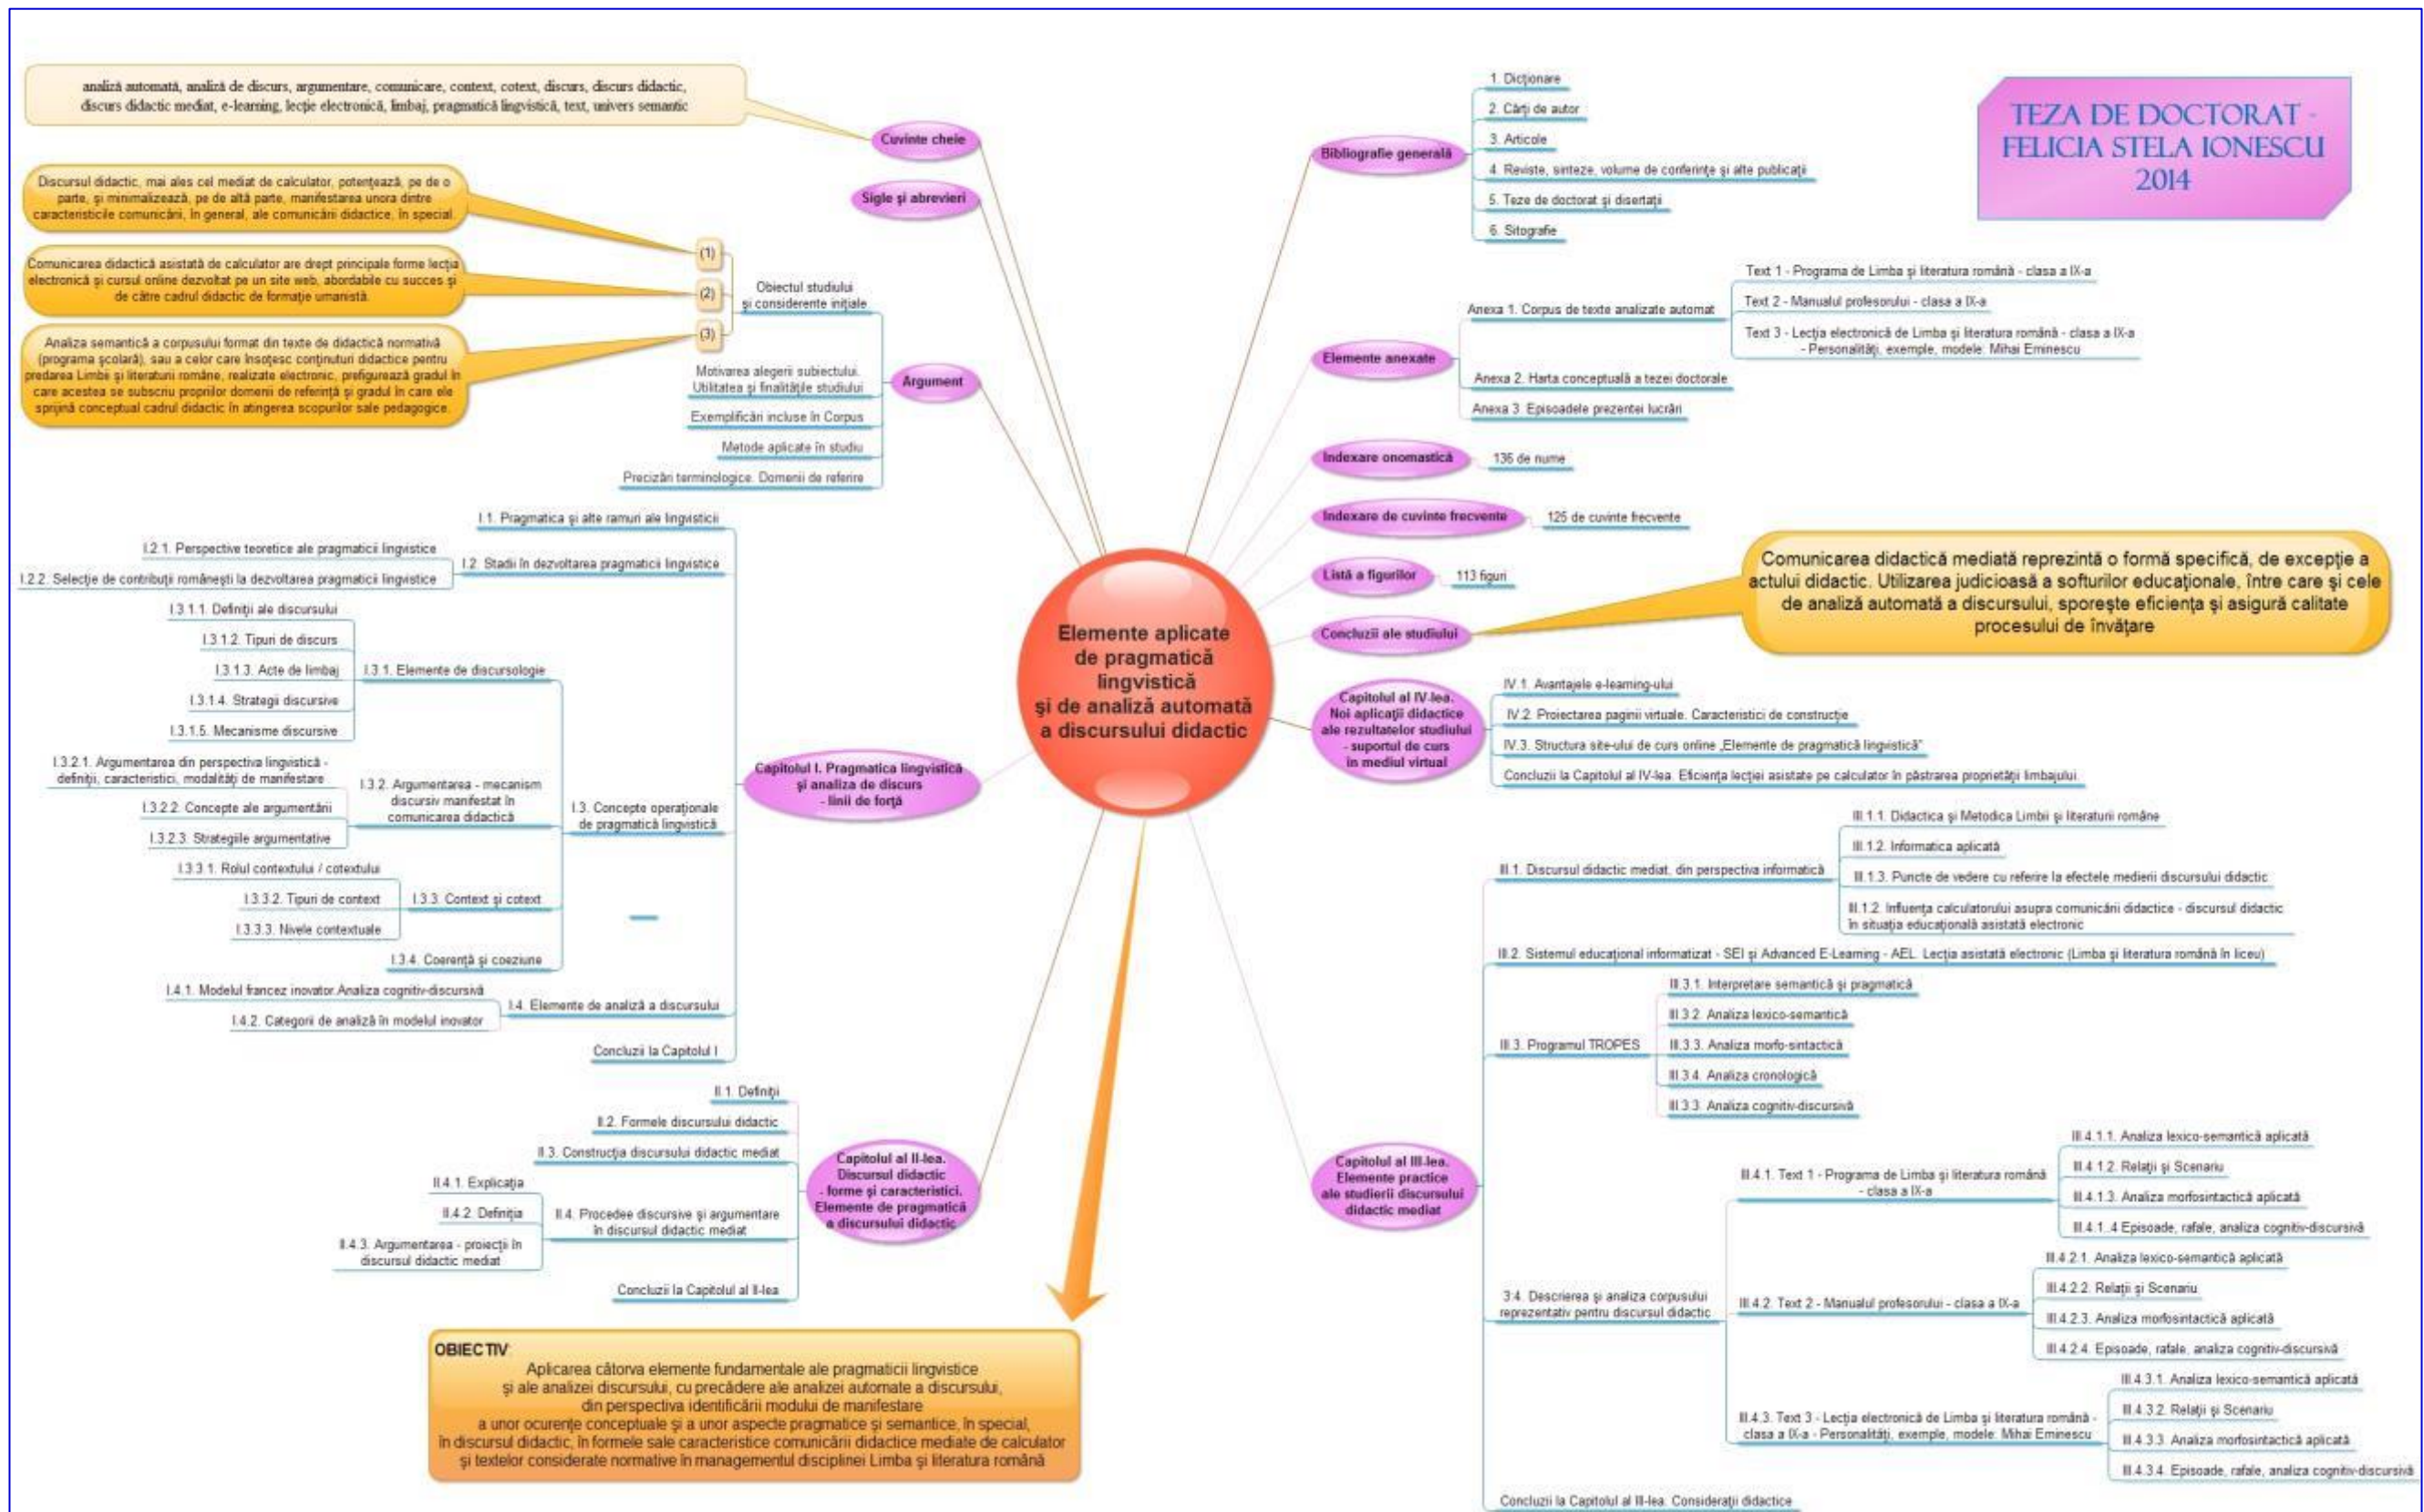 TEZA DE DOCTORAT -
FELICIA STELA IONESCU
2014
Elemente aplicate
de pragmatică
lingvistică
și de analiză automată
a discursului didactic
Cuvinte cheie
analiză automată, analiză de discurs, argumentare, comunicare, context, cotext, discurs, discurs didactic,
discurs didactic mediat, e-learning, lecție electronică, limbaj, pragmatică lingvistică, text, univers semantic
Sigle și abrevieri
Argument
Obiectul studiului
și considerente inițiale
(1)
Discursul didactic, mai ales cel mediat de calculator, potențează, pe de o
parte, și minimalizează, pe de altă parte, manifestarea unora dintre
caracteristicile comunicării, în general, ale comunicării didactice, în special.
(2)
Comunicarea didactică asistată de calculator are drept principale forme lecția
electronică și cursul online dezvoltat pe un site web, abordabile cu succes și
de către cadrul didactic de formație umanistă.
(3)
Analiza semantică a corpusului format din texte de didactică normativă
(programa școlară), sau a celor care însoțesc conținuturi didactice pentru
predarea Limbii și literaturii române, realizate electronic, prefigurează gradul în
care acestea se subscriu propriilor domenii de referință și gradul în care ele
sprijină conceptual cadrul didactic în atingerea scopurilor sale pedagogice.
Motivarea alegerii subiectului.
Utilitatea și finalitățile studiului
Exemplificări incluse în Corpus
Metode aplicate în studiu
Precizări terminologice. Domenii de referire
Capitolul I. Pragmatica lingvistică
și analiza de discurs
- linii de forță
I.1. Pragmatica și alte ramuri ale lingvisticii
I.2. Stadii în dezvoltarea pragmaticii lingvistice
I.2.1. Perspective teoretice ale pragmaticii lingvistice
I.2.2. Selecție de contribuții românești la dezvoltarea pragmaticii lingvistice
I.3. Concepte operaționale
de pragmatică lingvistică
I.3.1. Elemente de discursologie
I.3.1.1. Definiții ale discursului
I.3.1.2. Tipuri de discurs
I.3.1.3. Acte de limbaj
I.3.1.4. Strategii discursive
I.3.1.5. Mecanisme discursive
I.3.2. Argumentarea - mecanism
discursiv manifestat în
comunicarea didactică
I.3.2.1. Argumentarea din perspectiva lingvistică -
definiții, caracteristici, modalități de manifestare
I.3.2.2. Concepte ale argumentării
I.3.2.3. Strategiile argumentative
I.3.3. Context și cotext
I.3.3.1. Rolul contextului / cotextului
I.3.3.2. Tipuri de context
I.3.3.3. Nivele contextuale
I.3.4. Coerență și coeziune
I.4. Elemente de analiză a discursului
I.4.1. Modelul francez inovator.Analiza cognitiv-discursivă
I.4.2. Categorii de analiză în modelul inovator
Concluzii la Capitolul I
Capitolul al II-lea.
Discursul didactic
- forme și caracteristici.
Elemente de pragmatică
a discursului didactic
II.1. Definiții
II.2. Formele discursului didactic
II.3. Construcția discursului didactic mediat
II.4. Procedee discursive și argumentare
în discursul didactic mediat
II.4.1. Explicația
II.4.2. Definiția
II.4.3. Argumentarea - proiecții în
discursul didactic mediat
Concluzii la Capitolul al II-lea
OBIECTIV:
Aplicarea câtorva elemente fundamentale ale pragmaticii lingvistice
și ale analizei discursului, cu precădere ale analizei automate a discursului,
din perspectiva identificării modului de manifestare
a unor ocurențe conceptuale și a unor aspecte pragmatice și semantice, în special,
în discursul didactic, în formele sale caracteristice comunicării didactice mediate de calculator
și textelor considerate normative în managementul disciplinei Limba și literatura română
Bibliografie generală
1. Dicționare
2. Cărți de autor
3. Articole
4. Reviste, sinteze, volume de conferințe și alte publicații
5. Teze de doctorat și disertații
6. Sitografie
Elemente anexate
Anexa 1. Corpus de texte analizate automat
Text 1 - Programa de Limba și literatura română - clasa a IX-a
Text 2 - Manualul profesorului - clasa a IX-a
Text 3 - Lecția electronică de Limba și literatura română - clasa a IX-a
- Personalități, exemple, modele: Mihai Eminescu
Anexa 2. Harta conceptuală a tezei doctorale
Anexa 3. Episoadele prezentei lucrări
Indexare onomastică
136 de nume
Indexare de cuvinte frecvente
125 de cuvinte frecvente
Listă a figurilor
113 figuri
Concluzii ale studiului
Comunicarea didactică mediată reprezintă o formă specifică, de excepție a
actului didactic. Utilizarea judicioasă a softurilor educaționale, între care și cele
de analiză automată a discursului, sporește eficiența și asigură calitate
procesului de învățare
Capitolul al IV-lea.
Noi aplicații didactice
ale rezultatelor studiului
- suportul de curs
în mediul virtual
IV.1. Avantajele e-learning-ului
IV.2. Proiectarea paginii virtuale. Caracteristici de construcție
IV.3. Structura site-ului de curs online „Elemente de pragmatică lingvistică”
Concluzii la Capitolul al IV-lea. Eficiența lecției asistate pe calculator în păstrarea proprietății limbajului.
Capitolul al III-lea.
Elemente practice
ale studierii discursului
didactic mediat
III.1. Discursul didactic mediat, din perspectiva informatică
III.1.1. Didactica și Metodica Limbii și literaturii române
III.1.2. Informatica aplicată
III.1.3. Puncte de vedere cu referire la efectele medierii discursului didactic
III.1.2. Influența calculatorului asupra comunicării didactice - discursul didactic
în situația educațională asistată electronic
III.2. Sistemul educațional informatizat - SEI și Advanced E-Learning - AEL. Lecția asistată electronic (Limba și literatura română în liceu)
III.3. Programul TROPES
III.3.1. Interpretare semantică și pragmatică
III.3.2. Analiza lexico-semantică
III.3.3. Analiza morfo-sintactică
III.3.4. Analiza cronologică
III.3.3. Analiza cognitiv-discursivă
3.4. Descrierea și analiza corpusului
reprezentativ pentru discursul didactic
III.4.1. Text 1 - Programa de Limba și literatura română
- clasa a IX-a
III.4.1.1. Analiza lexico-semantică aplicată
III.4.1.2. Relații și Scenariu
III.4.1.3. Analiza morfosintactică aplicată
III.4.1..4 Episoade, rafale, analiza cognitiv-discursivă
III.4.2. Text 2 - Manualul profesorului - clasa a IX-a
III.4.2.1. Analiza lexico-semantică aplicată
III.4.2.2. Relații și Scenariu
III.4.2.3. Analiza morfosintactică aplicată
III.4.2.4. Episoade, rafale, analiza cognitiv-discursivă
III.4.3. Text 3 - Lecția electronică de Limba și literatura română -
clasa a IX-a - Personalități, exemple, modele: Mihai Eminescu
III.4.3.1. Analiza lexico-semantică aplicată
III.4.3.2. Relații și Scenariu
III.4.3.3. Analiza morfosintactică aplicată
III.4.3.4. Episoade, rafale, analiza cognitiv-discursivă
Concluzii la Capitolul al III-lea. Considerații didactice